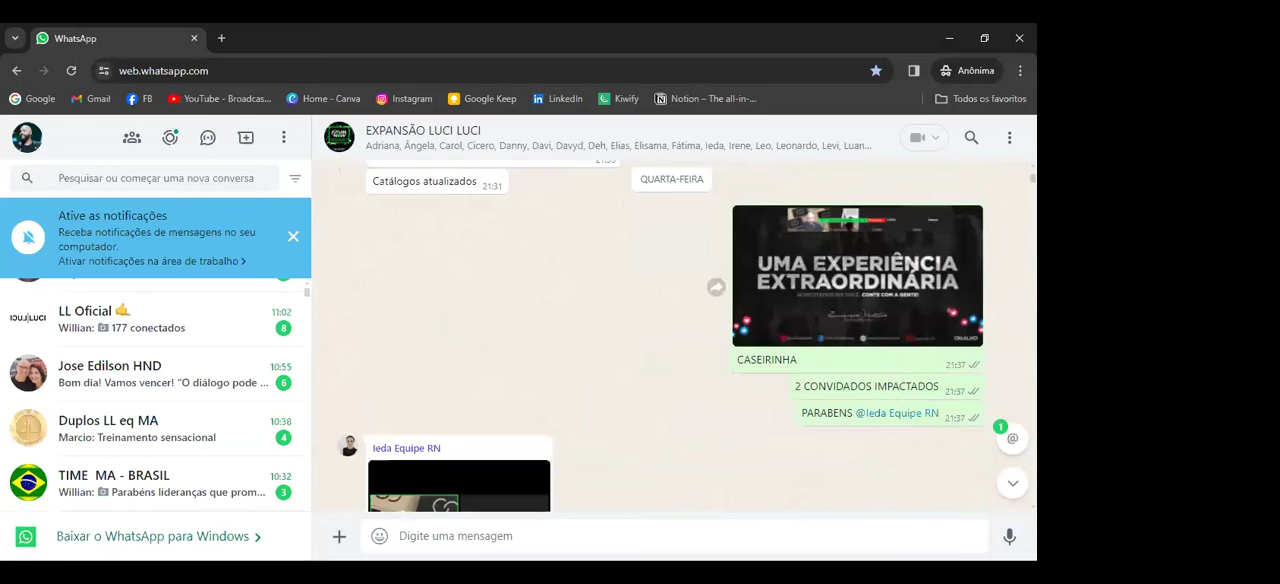 WhatsApp
web.whatsapp.com
Anônima
Google
Gmail
FB
YouTube - Broadcas...
Home - Canva
Instagram
Google Keep
LinkedIn
Kiwify
Notion – The all-in-...
Todos os favoritos
EXPANSÃO LUCI LUCI
Adriana, Ângela, Carol, Cícero, Danny, Davi, Davyd, Deh, Elias, Elisama, Fátima, Ieda, Irene, Leo, Leonardo, Levi, Luan...
Pesquisar ou começar uma nova conversa
Ative as notificações
Receba notificações de mensagens no seu
computador.
Ativar notificações na área de trabalho
LL Oficial 11:02
Willian: 177 conectados 8
Jose Edilson HND 10:55
Bom dia! Vamos vencer! "O diálogo pode ... 6
Duplos LL eq MA 10:38
Marcio: Treinamento sensacional 4
TIME MA - BRASIL 10:32
Willian: Parabéns lideranças que prom... 3
Baixar o WhatsApp para Windows
Catálogos atualizados 21:31
QUARTA-FEIRA
UMA EXPERIÊNCIA
EXTRAORDINÁRIA
CONTE COM A GENTE!
CASEIRINHA 21:37
2 CONVIDADOS IMPACTADOS 21:37
PARABENS @Ieda Equipe RN 21:37
Ieda Equipe RN
1
@
Digite uma mensagem